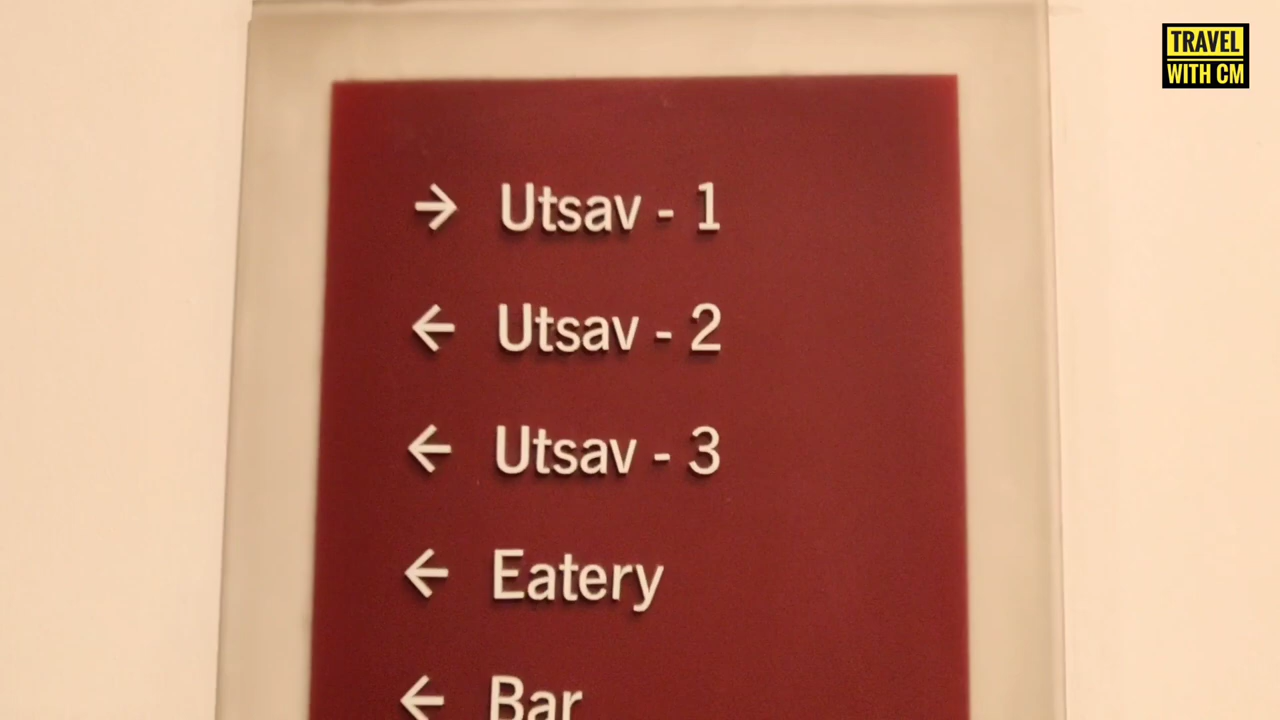 TRAVEL
WITH CM
→ Utsav - 1
← Utsav - 2
← Utsav - 3
← Eatery
← Bar